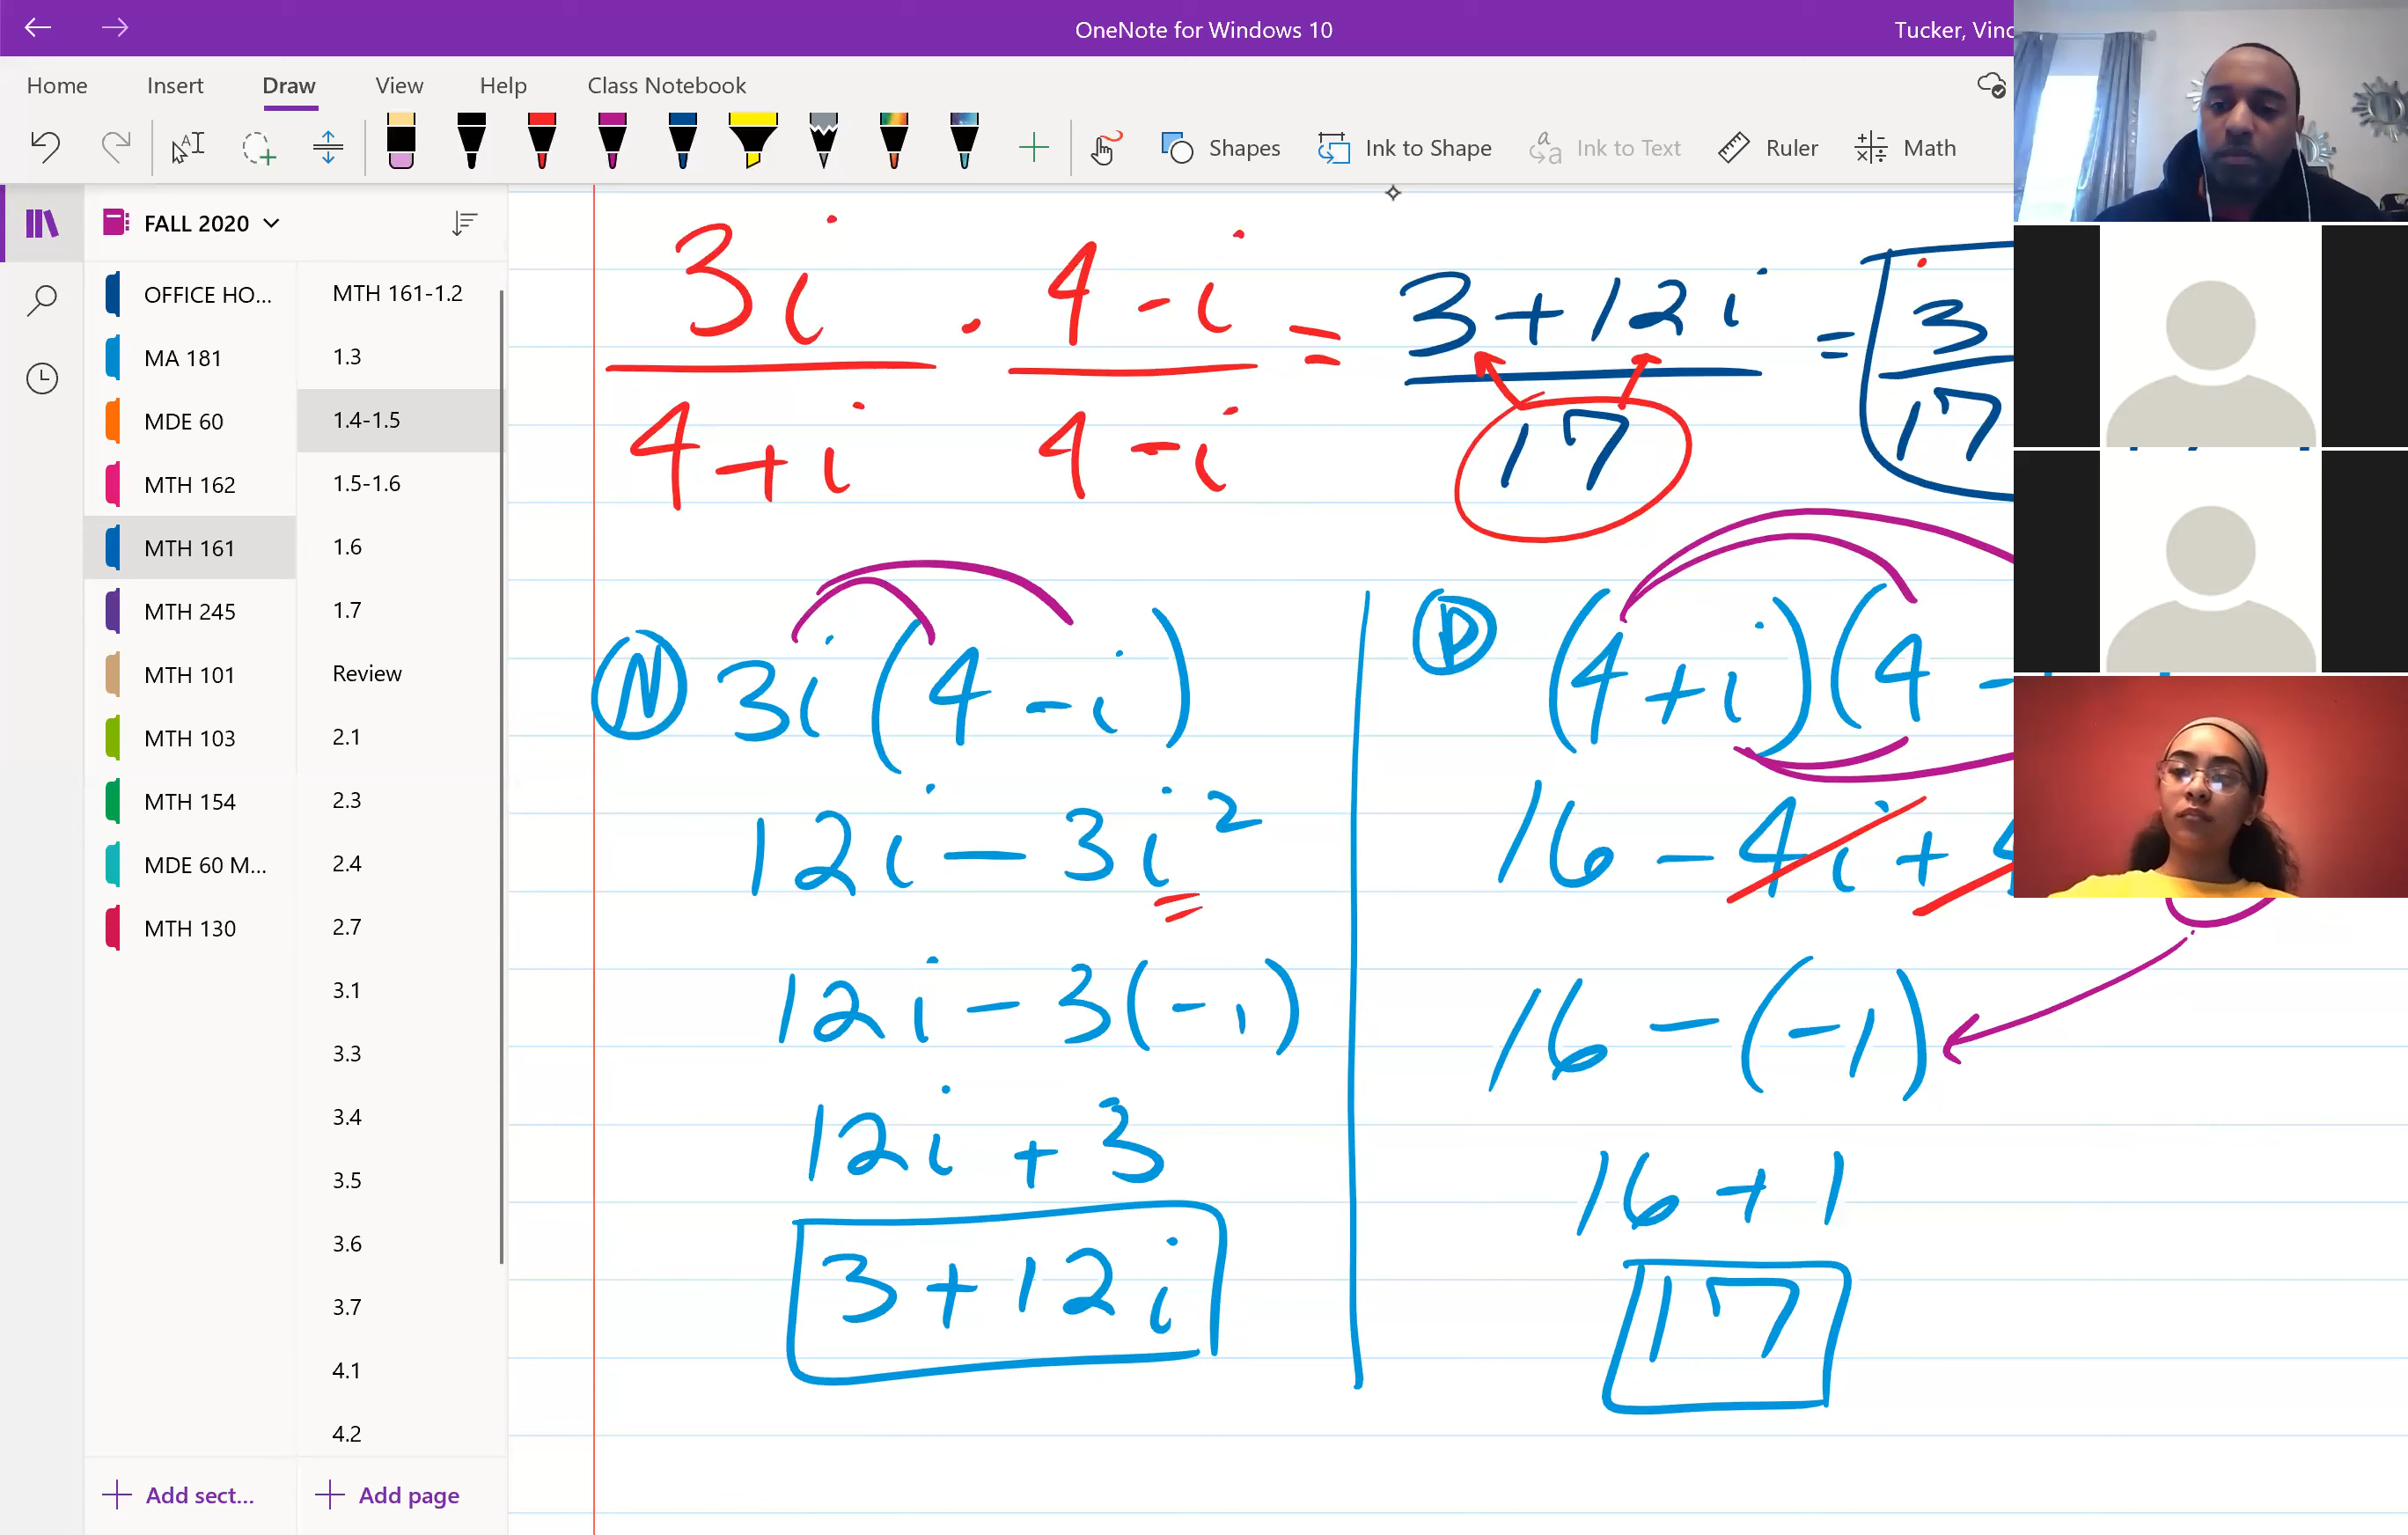 OneNote for Windows 10
Tucker, Vinc
Home Insert Draw View Help Class Notebook
Shapes Ink to Shape Ink to Text Ruler Math
FALL 2020
OFFICE HO...
MA 181
MDE 60
MTH 162
MTH 161
MTH 245
MTH 101
MTH 103
MTH 154
MDE 60 M...
MTH 130
Add sect...
MTH 161-1.2
1.3
1.4-1.5
1.5-1.6
1.6
1.7
Review
2.1
2.3
2.4
2.7
3.1
3.3
3.4
3.5
3.6
3.7
4.1
4.2
Add page
3i · 4-i = 3+12i = 3
4+i 4-i 17 17
N 3i(4-i)
12i-3i²
12i-3(-1)
12i+3
3+12i
D (4+i)(4-
16-4i+4
16-(-1)
16+1
17